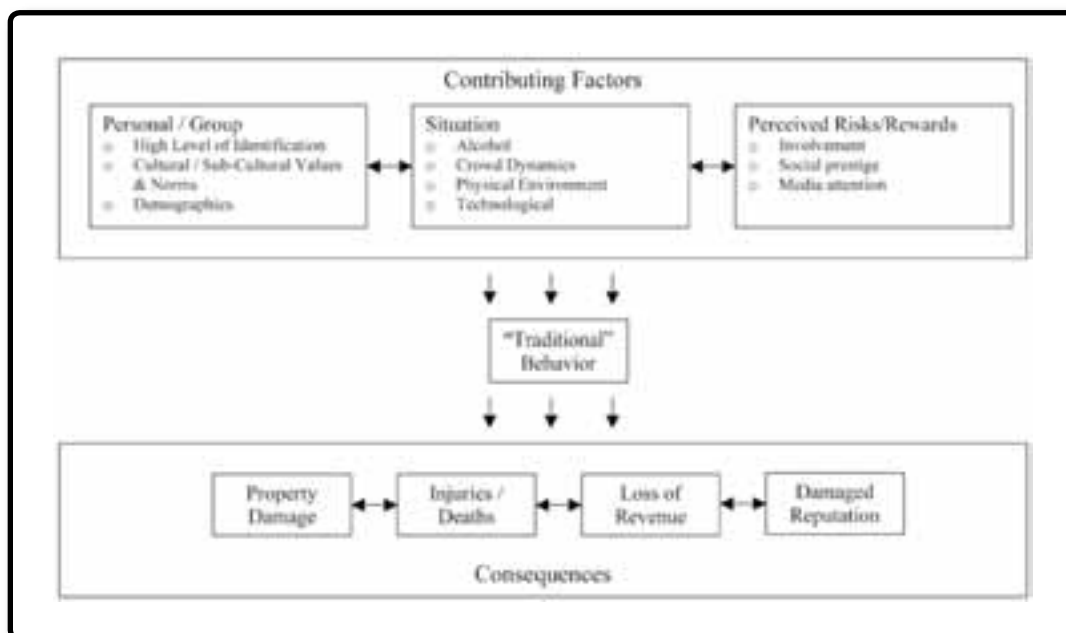 Contributing Factors
Personal / Group
o High Level of Identification
o Cultural / Sub-Cultural Values
& Norms
o Demographics
Situation
o Alcohol
o Crowd Dynamics
o Physical Environment
o Technological
Perceived Risks/Rewards
o Involvement
o Social prestige
o Media attention
"Traditional"
Behavior
Property
Damage
Injuries /
Deaths
Loss of
Revenue
Damaged
Reputation
Consequences